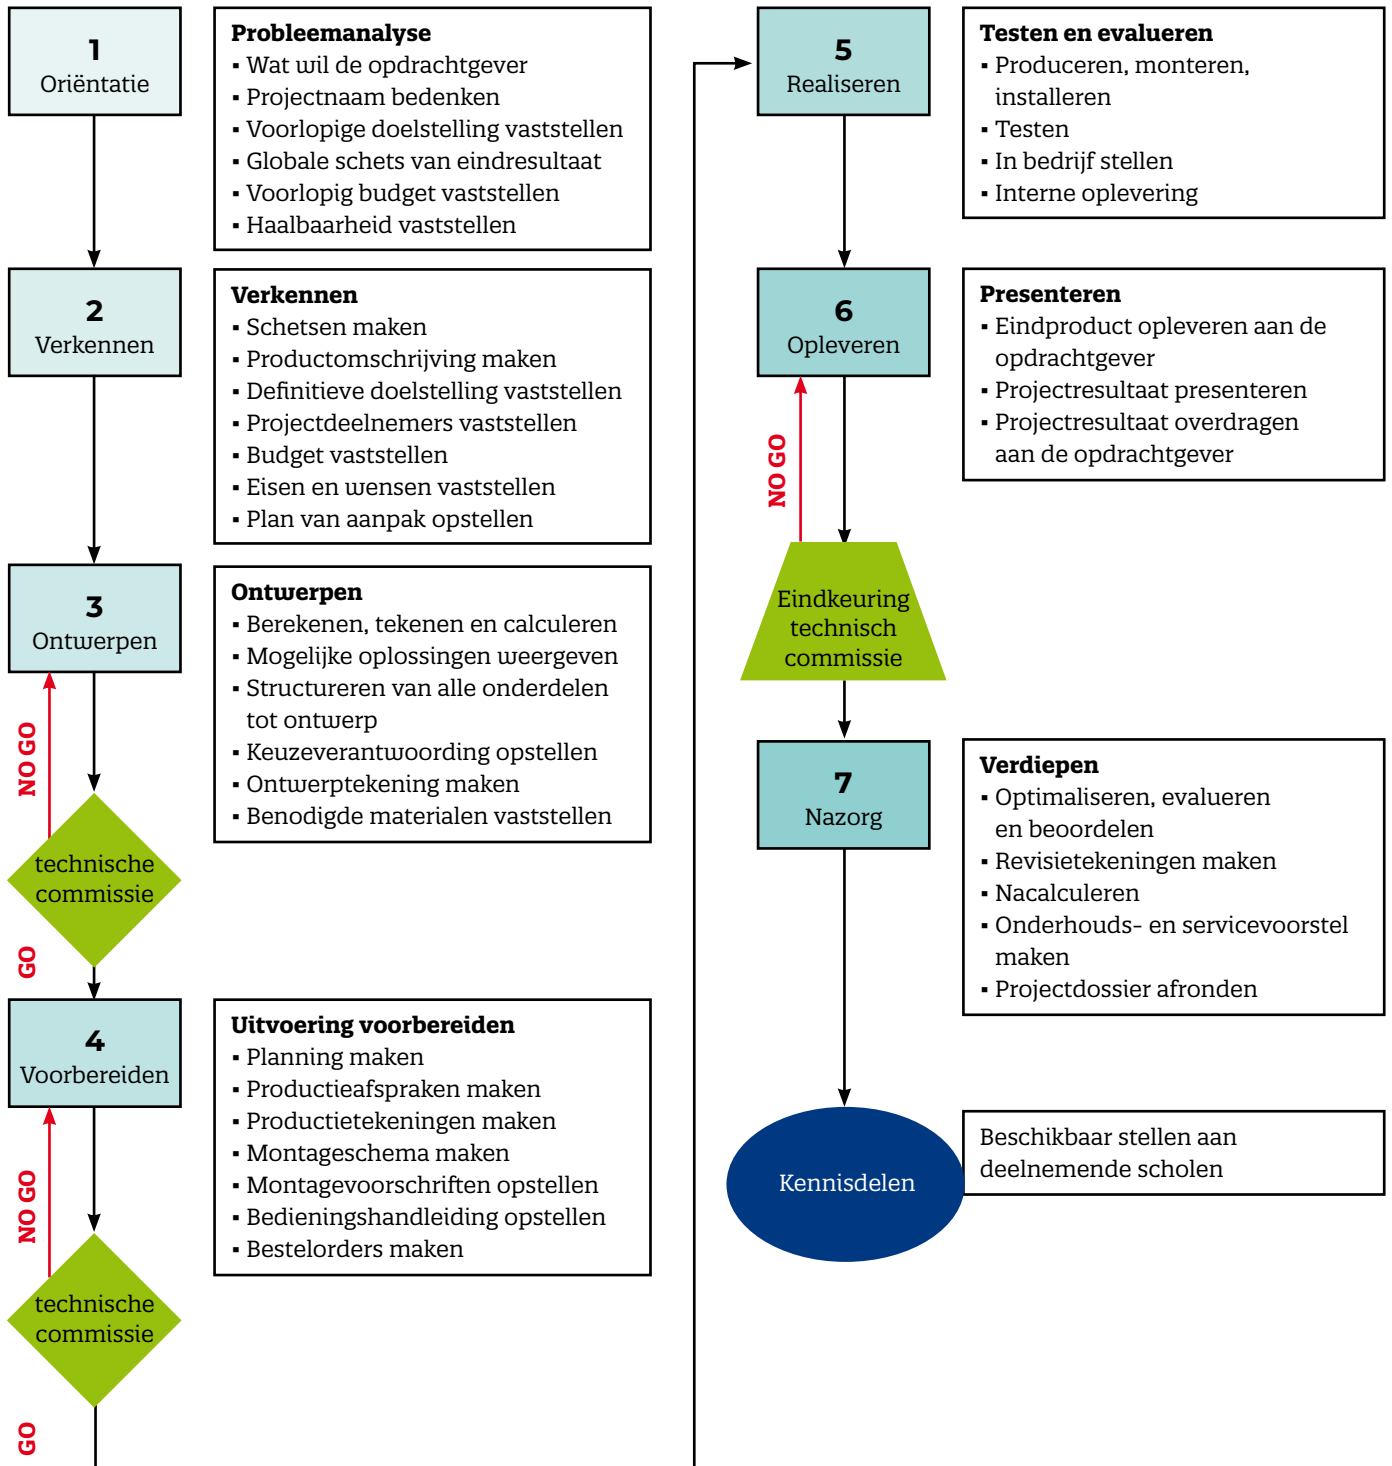 1
Oriëntatie
Probleemanalyse
▪ Wat wil de opdrachtgever
▪ Projectnaam bedenken
▪ Voorlopige doelstelling vaststellen
▪ Globale schets van eindresultaat
▪ Voorlopig budget vaststellen
▪ Haalbaarheid vaststellen
2
Verkennen
Verkennen
▪ Schetsen maken
▪ Productomschrijving maken
▪ Definitieve doelstelling vaststellen
▪ Projectdeelnemers vaststellen
▪ Budget vaststellen
▪ Eisen en wensen vaststellen
▪ Plan van aanpak opstellen
3
Ontwerpen
Ontwerpen
▪ Berekenen, tekenen en calculeren
▪ Mogelijke oplossingen weergeven
▪ Structureren van alle onderdelen
tot ontwerp
▪ Keuzeverantwoording opstellen
▪ Ontwerptekening maken
▪ Benodigde materialen vaststellen
NO GO
technische
commissie
GO
4
Voorbereiden
Uitvoering voorbereiden
▪ Planning maken
▪ Productieafspraken maken
▪ Productietekeningen maken
▪ Montageschema maken
▪ Montagevoorschriften opstellen
▪ Bedieningshandleiding opstellen
▪ Bestelorders maken
NO GO
technische
commissie
GO
5
Realiseren
Testen en evalueren
▪ Produceren, monteren,
installeren
▪ Testen
▪ In bedrijf stellen
▪ Interne oplevering
6
Opleveren
Presenteren
▪ Eindproduct opleveren aan de
opdrachtgever
▪ Projectresultaat presenteren
▪ Projectresultaat overdragen
aan de opdrachtgever
NO GO
Eindkeuring
technisch
commissie
7
Nazorg
Verdiepen
▪ Optimaliseren, evalueren
en beoordelen
▪ Revisietekeningen maken
▪ Nacalculeren
▪ Onderhouds- en servicevoorstel
maken
▪ Projectdossier afronden
Kennisdelen
Beschikbaar stellen aan
deelnemende scholen